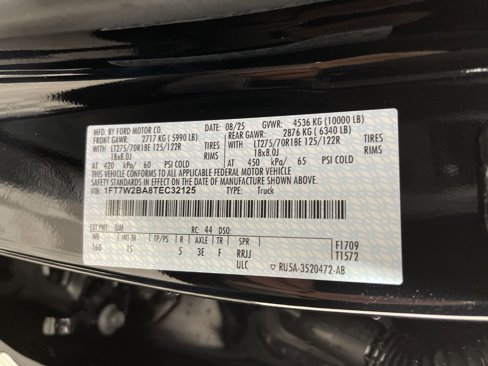 MFD. BY FORD MOTOR CO. DATE: 08/25 GVWR: 4536 KG (10000 LB)
FRONT GAWR: 2717 KG (5990 LB) REAR GAWR: 2876 KG (6340 LB)
WITH: LT275/70R18E 125/122R TIRES WITH: LT275/70R18E 125/122R TIRES
18x8.0J RIMS 18x8.0J RIMS
AT 420 kPa/ 60 PSI COLD AT 450 kPa/ 65 PSI COLD
THIS VEHICLE CONFORMS TO ALL APPLICABLE FEDERAL MOTOR VEHICLE
SAFETY STANDARDS IN EFFECT ON THE DATE OF MANUFACTURE SHOWN ABOVE.
VIN: 1FT7W2BA8TEC32125 TYPE: Truck
EXT PNT: RC: 44 DSO:
WB INT TR TP/PS R AXLE TR SPR F1709
160 15 5 3E F RRJJ T1572
ULC ▽ RU5A-3520472-AB